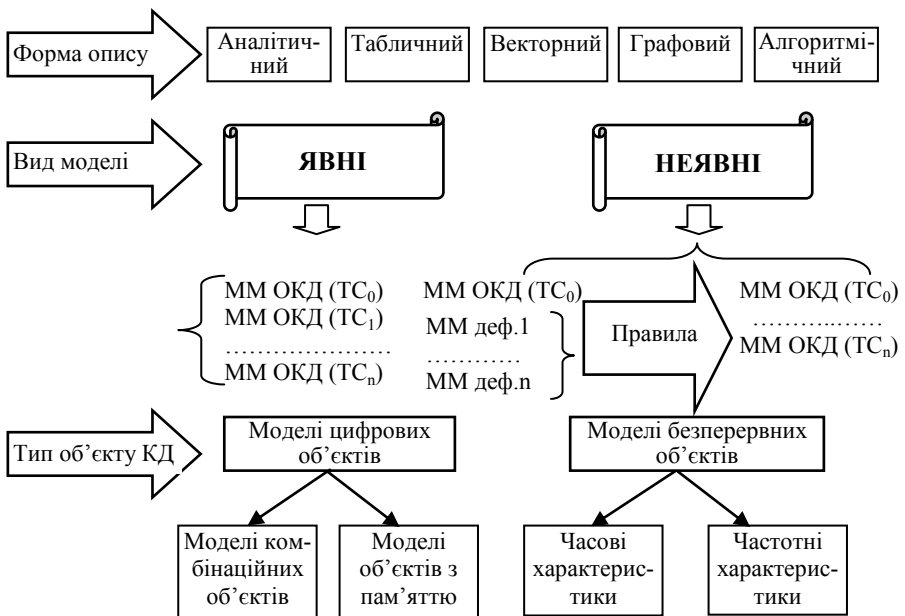 Форма опису
Аналітич-
ний
Табличний
Векторний
Графовий
Алгоритмі-
чний
Вид моделі
ЯВНІ
НЕЯВНІ
ММ ОКД (ТС₀)
ММ ОКД (ТС₁)
…………………
ММ ОКД (ТСₙ)
ММ ОКД (ТС₀)
ММ деф.1
…………
ММ деф.n
Правила
ММ ОКД (ТС₀)
………..……
ММ ОКД (ТСₙ)
Тип об’єкту КД
Моделі цифрових
об’єктів
Моделі безперервних
об’єктів
Моделі ком-
бінаційних
об’єктів
Моделі
об’єктів з
пам’яттю
Часові
характерис-
тики
Частотні
характерис-
тики